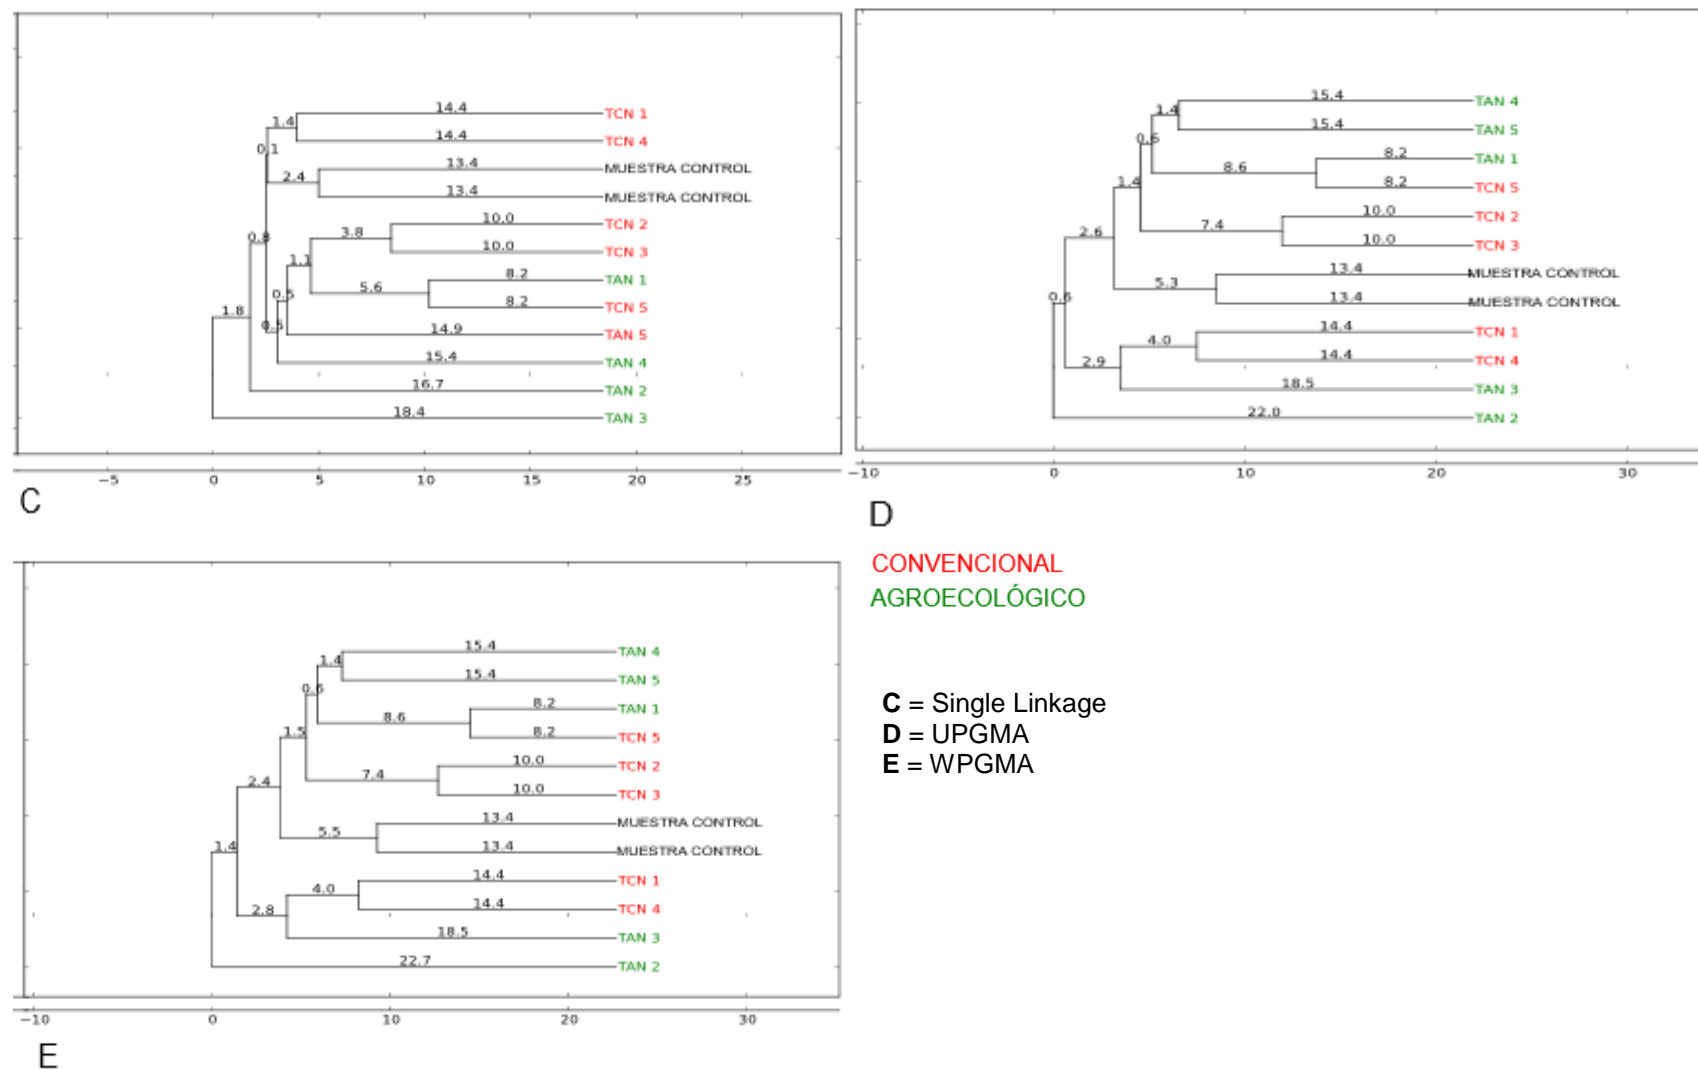 14.4
TCN 1
1.4
14.4
TCN 4
0.1
13.4
MUESTRA CONTROL
2.4
13.4
MUESTRA CONTROL
10.0
TCN 2
3.8
0.8
10.0
TCN 3
1.1
8.2
TAN 1
5.6
0.5
8.2
TCN 5
1.8
0.5
14.9
TAN 5
15.4
TAN 4
16.7
TAN 2
18.4
TAN 3
−5 0 5 10 15 20 25
C
15.4
TAN 4
1.4
15.4
TAN 5
0.6
8.2
TAN 1
8.6
1.4
8.2
TCN 5
10.0
TCN 2
7.4
2.6
10.0
TCN 3
13.4
MUESTRA CONTROL
5.3
0.6
13.4
MUESTRA CONTROL
14.4
TCN 1
4.0
14.4
TCN 4
2.9
18.5
TAN 3
22.0
TAN 2
−10 0 10 20 30
D
CONVENCIONAL
AGROECOLÓGICO
C = Single Linkage
D = UPGMA
E = WPGMA
15.4
TAN 4
1.4
15.4
TAN 5
0.6
8.2
TAN 1
8.6
1.5
8.2
TCN 5
10.0
TCN 2
7.4
2.4
10.0
TCN 3
13.4
MUESTRA CONTROL
5.5
1.4
13.4
MUESTRA CONTROL
14.4
TCN 1
4.0
14.4
TCN 4
2.8
18.5
TAN 3
22.7
TAN 2
−10 0 10 20 30
E